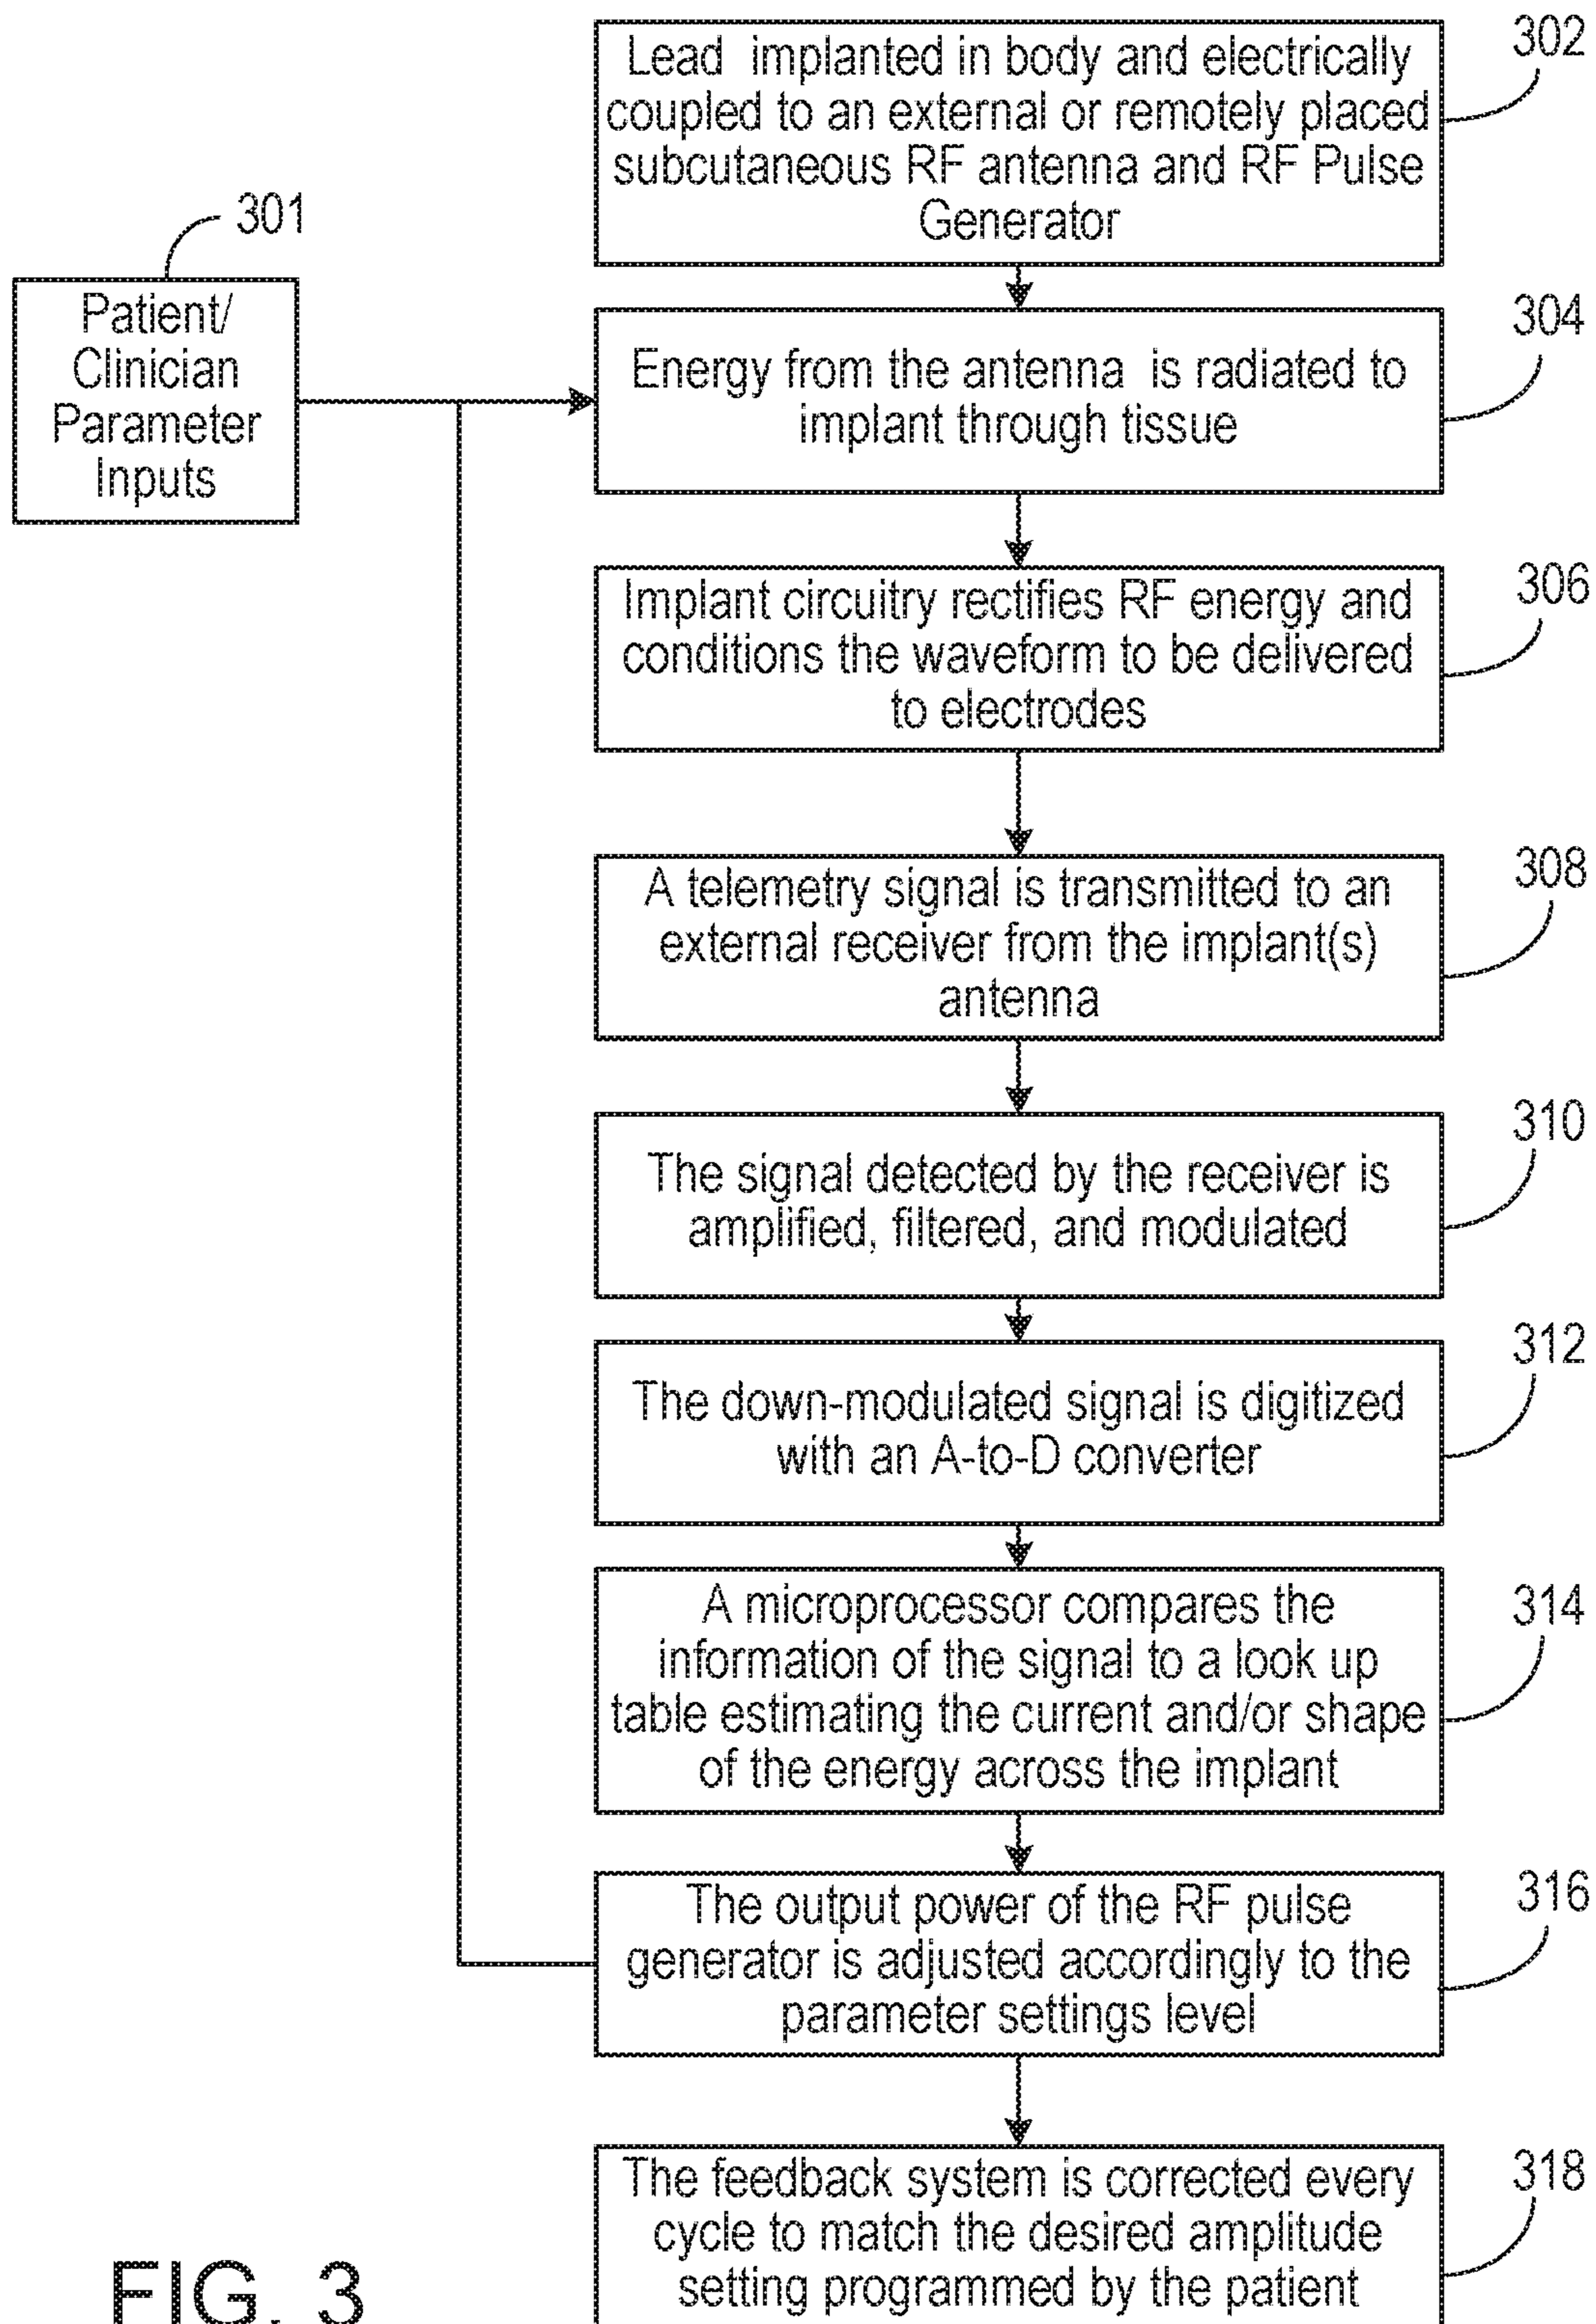 302
Lead implanted in body and electrically
coupled to an external or remotely placed
subcutaneous RF antenna and RF Pulse
Generator
301
Patient/
Clinician
Parameter
Inputs
304
Energy from the antenna is radiated to
implant through tissue
306
Implant circuitry rectifies RF energy and
conditions the waveform to be delivered
to electrodes
308
A telemetry signal is transmitted to an
external receiver from the implant(s)
antenna
310
The signal detected by the receiver is
amplified, filtered, and modulated
312
The down-modulated signal is digitized
with an A-to-D converter
314
A microprocessor compares the
information of the signal to a look up
table estimating the current and/or shape
of the energy across the implant
316
The output power of the RF pulse
generator is adjusted accordingly to the
parameter settings level
318
The feedback system is corrected every
cycle to match the desired amplitude
setting programmed by the patient
FIG. 3